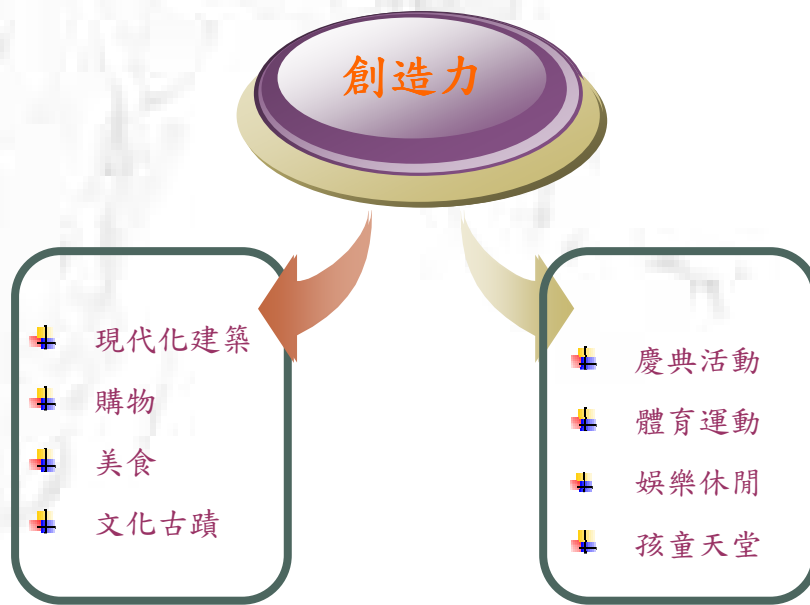 創造力
現代化建築
購物
美食
文化古蹟
慶典活動
體育運動
娛樂休閒
孩童天堂